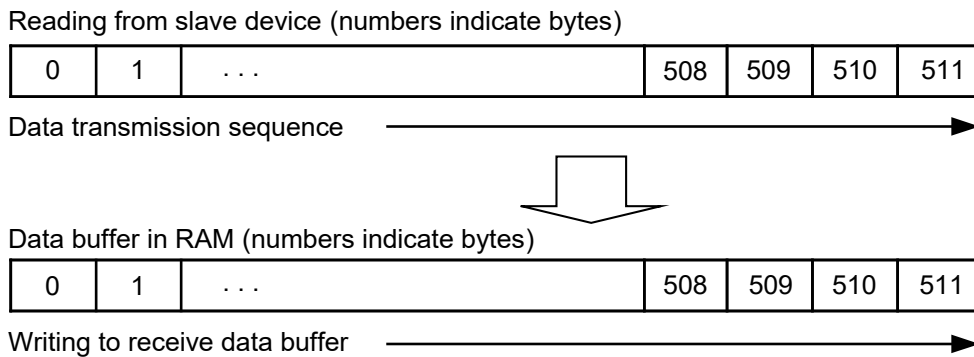 Reading from slave device (numbers indicate bytes)
0 1 . . . 508 509 510 511
Data transmission sequence
Data buffer in RAM (numbers indicate bytes)
0 1 . . . 508 509 510 511
Writing to receive data buffer